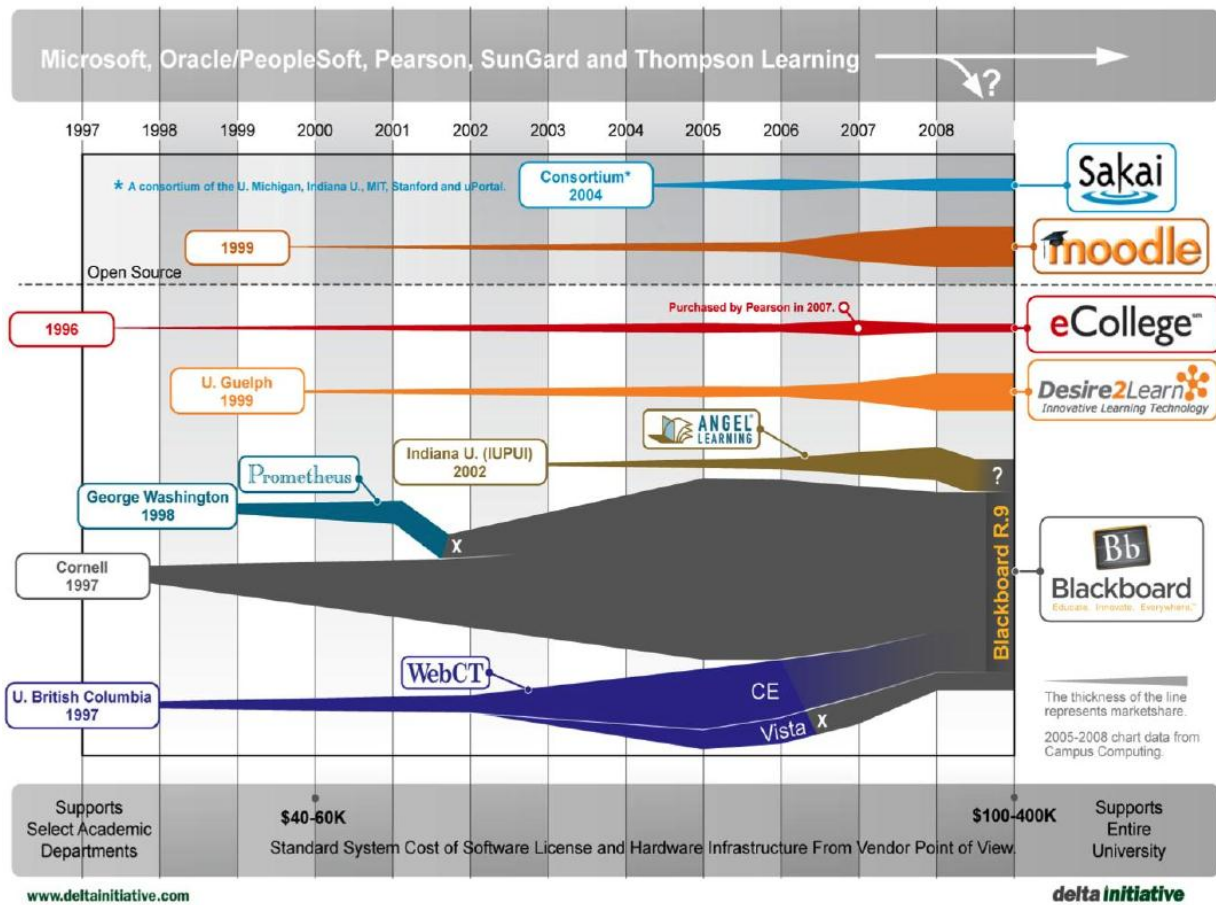 Microsoft, Oracle/PeopleSoft, Pearson, SunGard and Thompson Learning
?
1997 1998 1999 2000 2001 2002 2003 2004 2005 2006 2007 2008
* A consortium of the U. Michigan, Indiana U., MIT, Stanford and uPortal.
Consortium*
2004
Sakai
1999
moodle
Open Source
1996
Purchased by Pearson in 2007.
eCollege
U. Guelph
1999
Desire2Learn
Innovative Learning Technology
ANGEL
LEARNING
Indiana U. (IUPUI)
2002
?
Prometheus
George Washington
1998
X
Cornell
1997
Blackboard R.9
Bb
Blackboard
Educate. Innovate. Everywhere.™
WebCT
U. British Columbia
1997
CE
Vista
X
The thickness of the line
represents marketshare.
2005-2008 chart data from
Campus Computing.
Supports
Select Academic
Departments
$40-60K
$100-400K
Standard System Cost of Software License and Hardware Infrastructure From Vendor Point of View.
Supports
Entire
University
www.deltainitiative.com
delta initiative